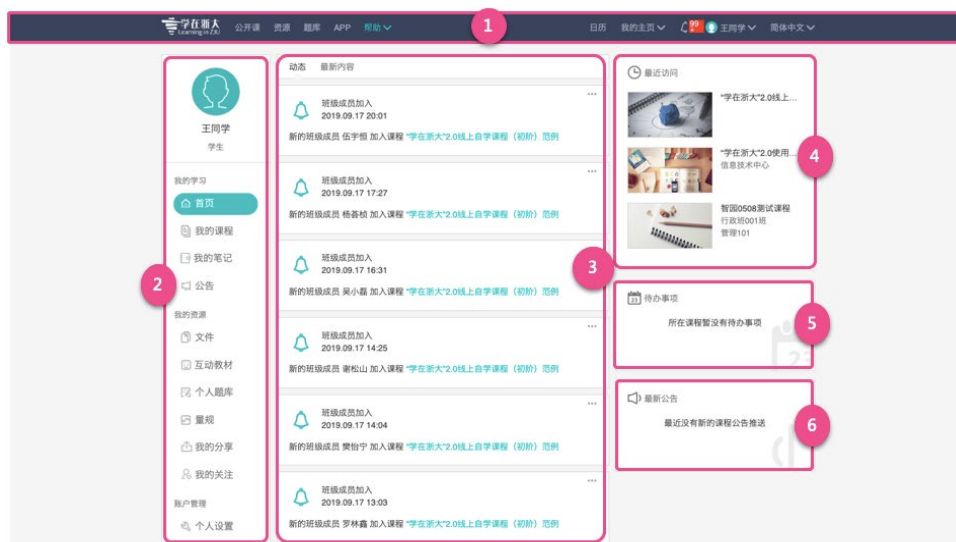 学在浙大
Learning in ZJU
公开课 资源 题库 APP 帮助
1
日历 我的主页 99 王同学 简体中文
王同学
学生
我的学习
首页
我的课程
我的笔记
2
公告
我的资源
文件
互动教材
个人题库
量规
我的分享
我的关注
账户管理
个人设置
动态 最新内容
班级成员加入
2019.09.17 20:01
新的班级成员 伍宇恒 加入课程 "学在浙大"2.0线上自学课程（初阶）范例
班级成员加入
2019.09.17 17:27
新的班级成员 杨荟桢 加入课程 "学在浙大"2.0线上自学课程（初阶）范例
班级成员加入
2019.09.17 16:31
新的班级成员 吴小磊 加入课程 "学在浙大"2.0线上自学课程（初阶）范例
3
班级成员加入
2019.09.17 14:25
新的班级成员 谢松山 加入课程 "学在浙大"2.0线上自学课程（初阶）范例
班级成员加入
2019.09.17 14:04
新的班级成员 樊怡宁 加入课程 "学在浙大"2.0线上自学课程（初阶）范例
班级成员加入
2019.09.17 13:03
新的班级成员 罗林鑫 加入课程 "学在浙大"2.0线上自学课程（初阶）范例
最近访问
"学在浙大"2.0线上...
"学在浙大"2.0使用...
信息技术中心
4
智园0508测试课程
行政班001班
管理101
23 待办事项
所在课程暂没有待办事项
5
23
最新公告
最近没有新的课程公告推送
6